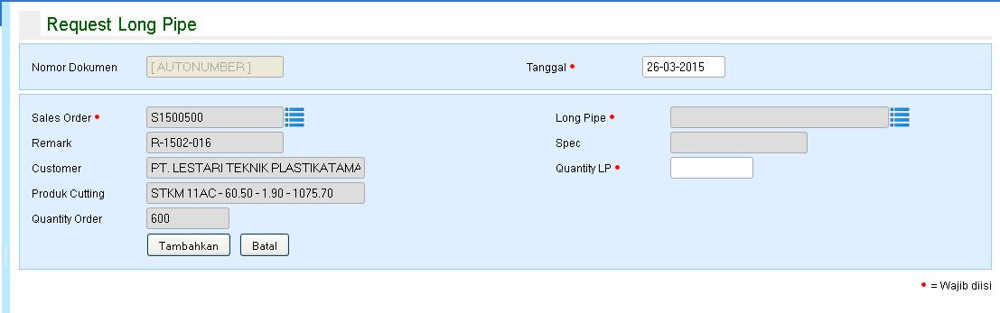 Request Long Pipe
Nomor Dokumen [ AUTONUMBER ] Tanggal • 26-03-2015
Sales Order • S1500500 Long Pipe •
Remark R-1502-016 Spec
Customer PT. LESTARI TEKNIK PLASTIKATAMA Quantity LP •
Produk Cutting STKM 11AC - 60.50 - 1.90 - 1075.70
Quantity Order 600
Tambahkan Batal
• = Wajib diisi